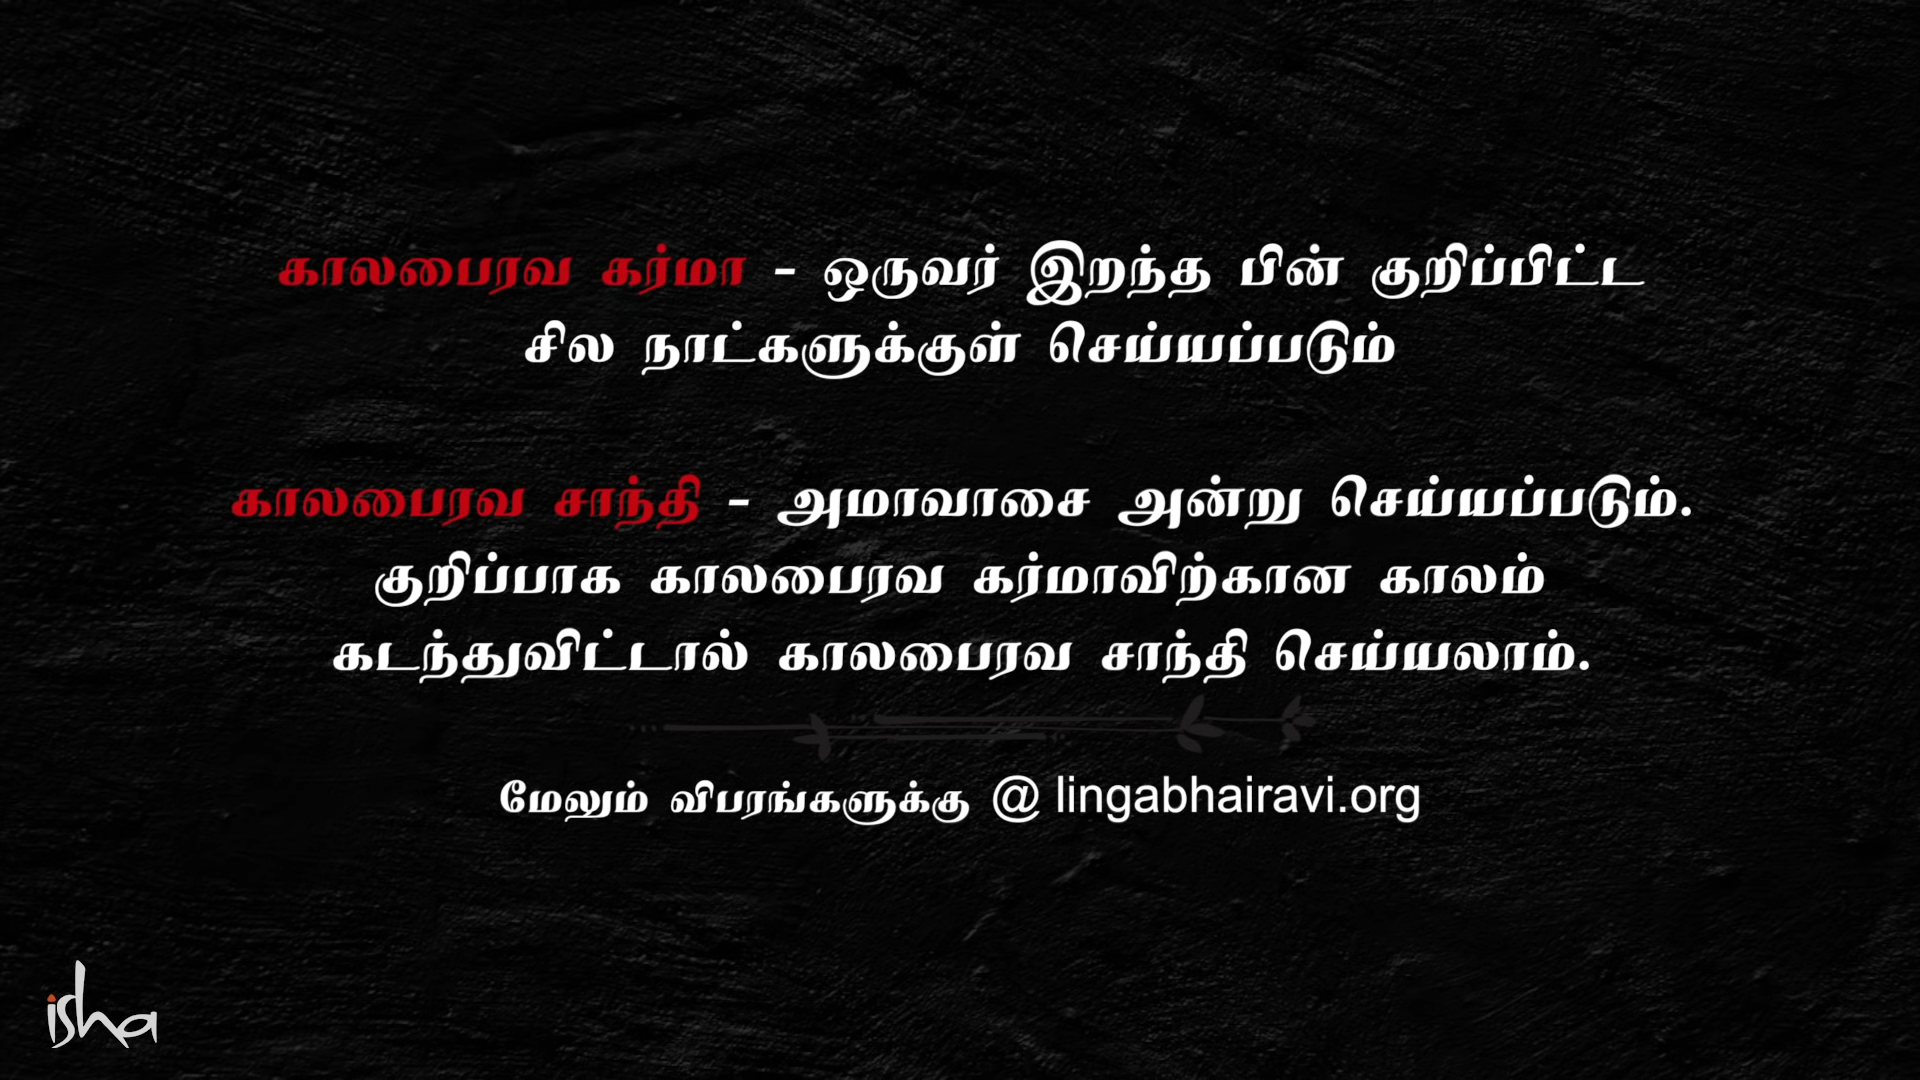 காலபைரவ கர்மா - ஒருவர் இறந்த பின் குறிப்பிட்ட
சில நாட்களுக்குள் செய்யப்படும்
காலபைரவ சாந்தி - அமாவாசை அன்று செய்யப்படும்.
குறிப்பாக காலபைரவ கர்மாவிற்கான காலம்
கடந்துவிட்டால் காலபைரவ சாந்தி செய்யலாம்.
மேலும் விபரங்களுக்கு @ lingabhairavi.org
isha